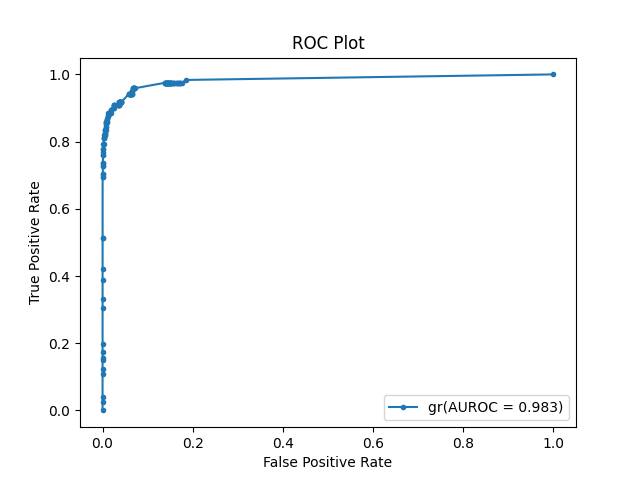 ROC Plot
True Positive Rate
1.0
0.8
0.6
0.4
0.2
0.0
0.0 0.2 0.4 0.6 0.8 1.0
False Positive Rate
gr(AUROC = 0.983)